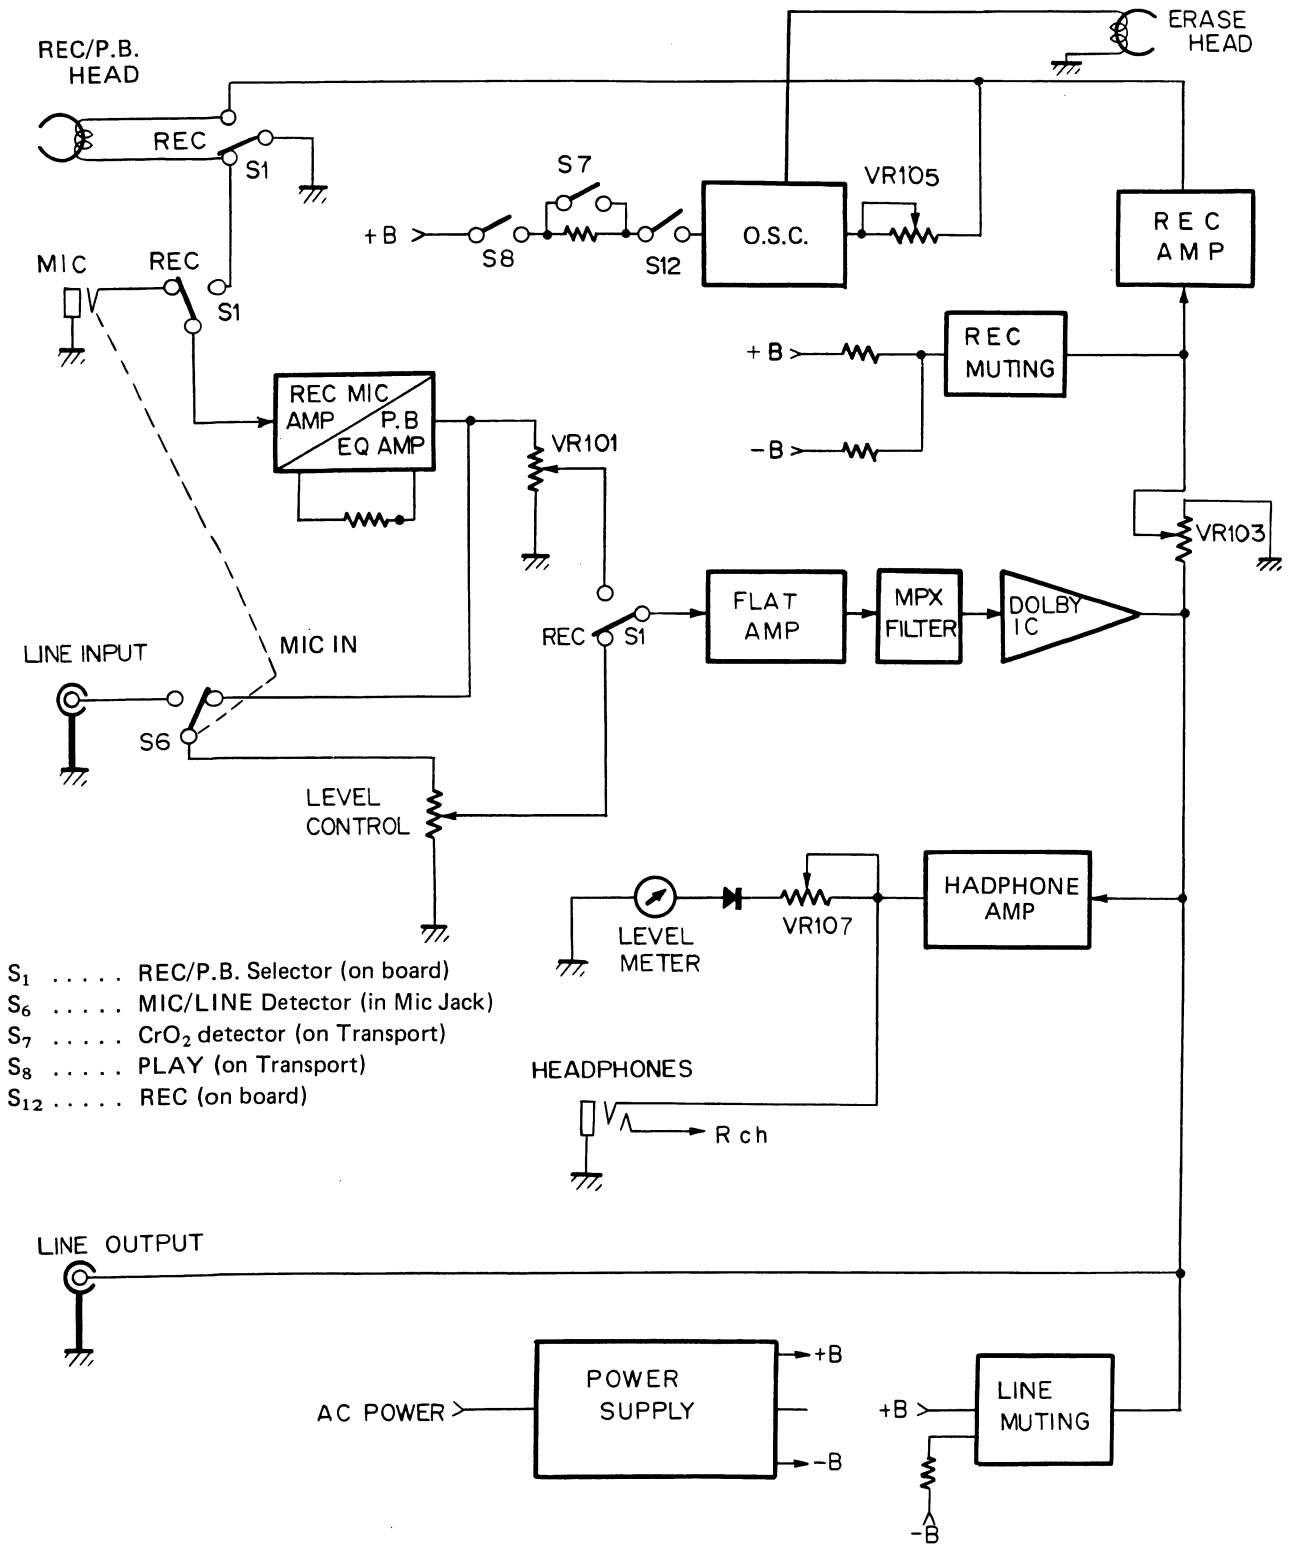 ERASE
HEAD
REC/P.B.
HEAD
REC
S1
S7
VR105
+B
S8
S12
O.S.C.
REC
AMP
MIC
REC
S1
+B
REC
MUTING
-B
REC MIC
AMP
P.B
EQ AMP
VR101
VR103
FLAT
AMP
MPX
FILTER
DOLBY
IC
REC
S1
MIC IN
LINE INPUT
S6
LEVEL
CONTROL
HADPHONE
AMP
VR107
LEVEL
METER
S1 ..... REC/P.B. Selector (on board)
S6 ..... MIC/LINE Detector (in Mic Jack)
S7 ..... CrO2 detector (on Transport)
S8 ..... PLAY (on Transport)
S12 ..... REC (on board)
HEADPHONES
R ch
LINE OUTPUT
POWER
SUPPLY
+B
-B
AC POWER
LINE
MUTING
+B
-B